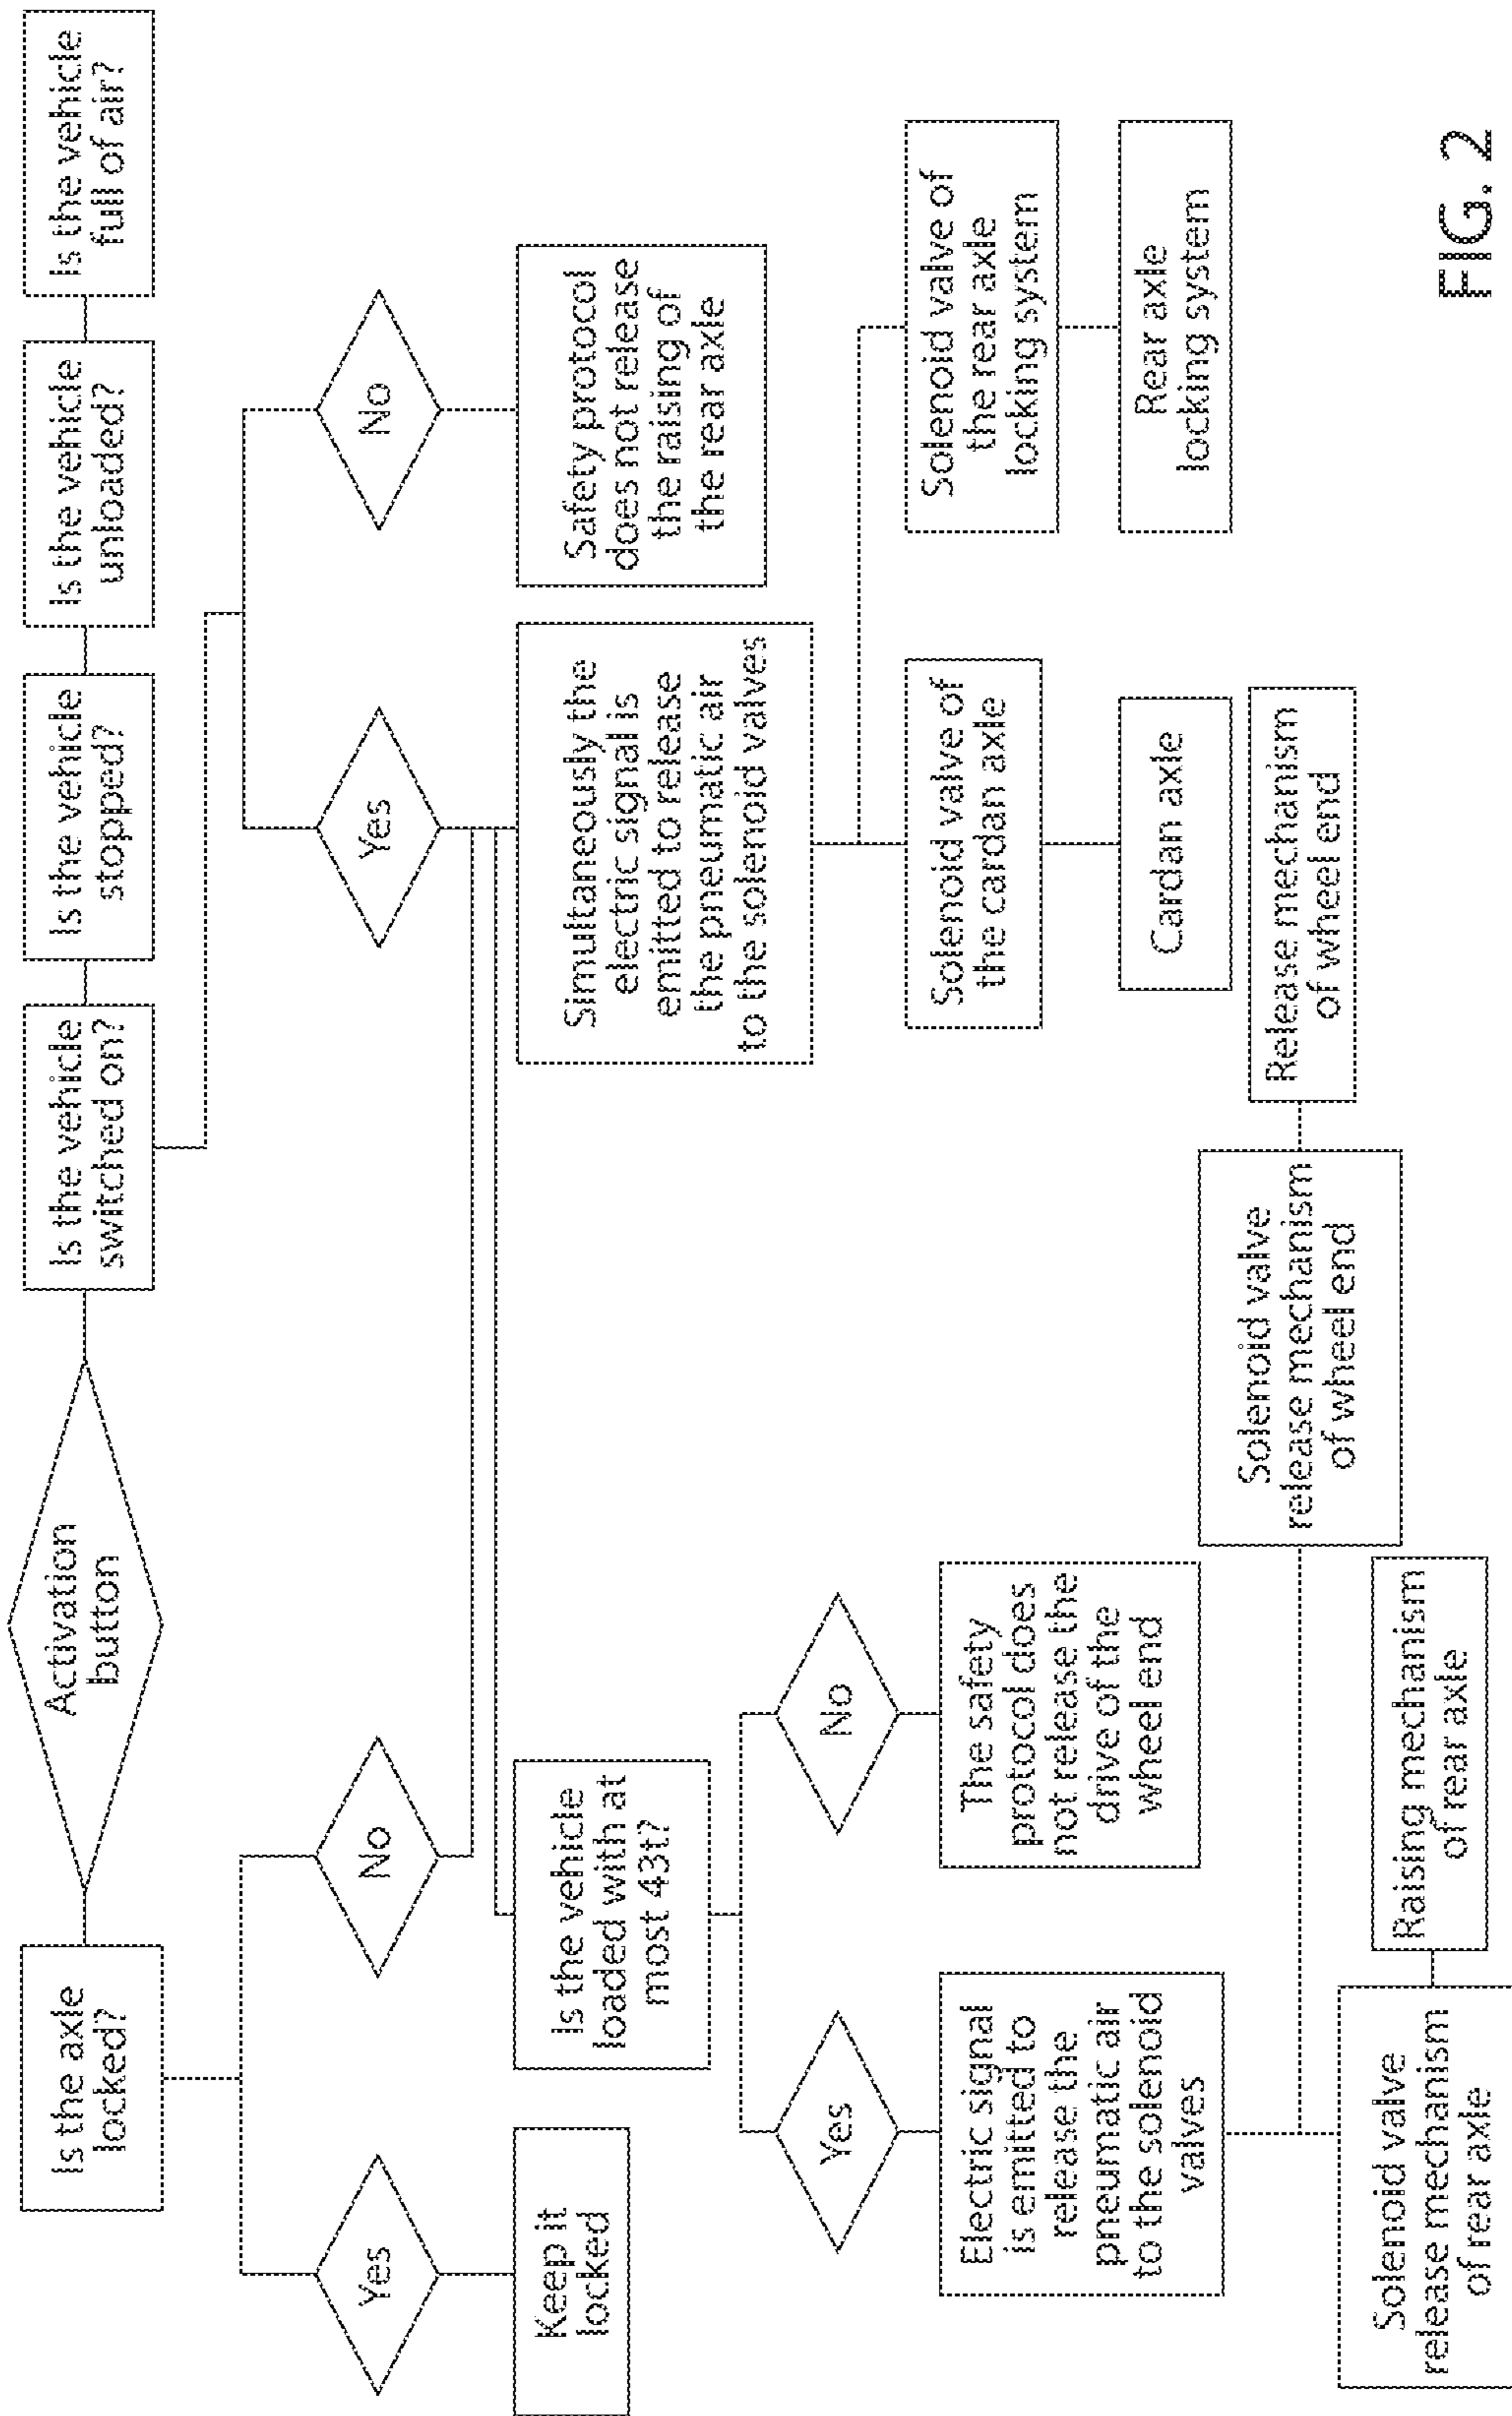 Is the axle
locked?
Activation
button
Is the vehicle
switched on?
Is the vehicle
stopped?
Is the vehicle
unloaded?
Is the vehicle
full of air?
Yes
No
Yes
No
Keep it
locked
Is the vehicle
loaded with at
most 43t?
Simultaneously the
electric signal is
emitted to release
the pneumatic air
to the solenoid valves
Safety protocol
does not release
the raising of
the rear axle
Yes
No
Electric signal
is emitted to
release the
pneumatic air
to the solenoid
valves
The safety
protocol does
not release the
drive of the
wheel end
Solenoid valve of
the cardan axle
Solenoid valve of
the rear axle
locking system
Cardan axle
Rear axle
locking system
Solenoid valve
release mechanism
of wheel end
Release mechanism
of wheel end
Solenoid valve
release mechanism
of rear axle
Raising mechanism
of rear axle
FIG. 2